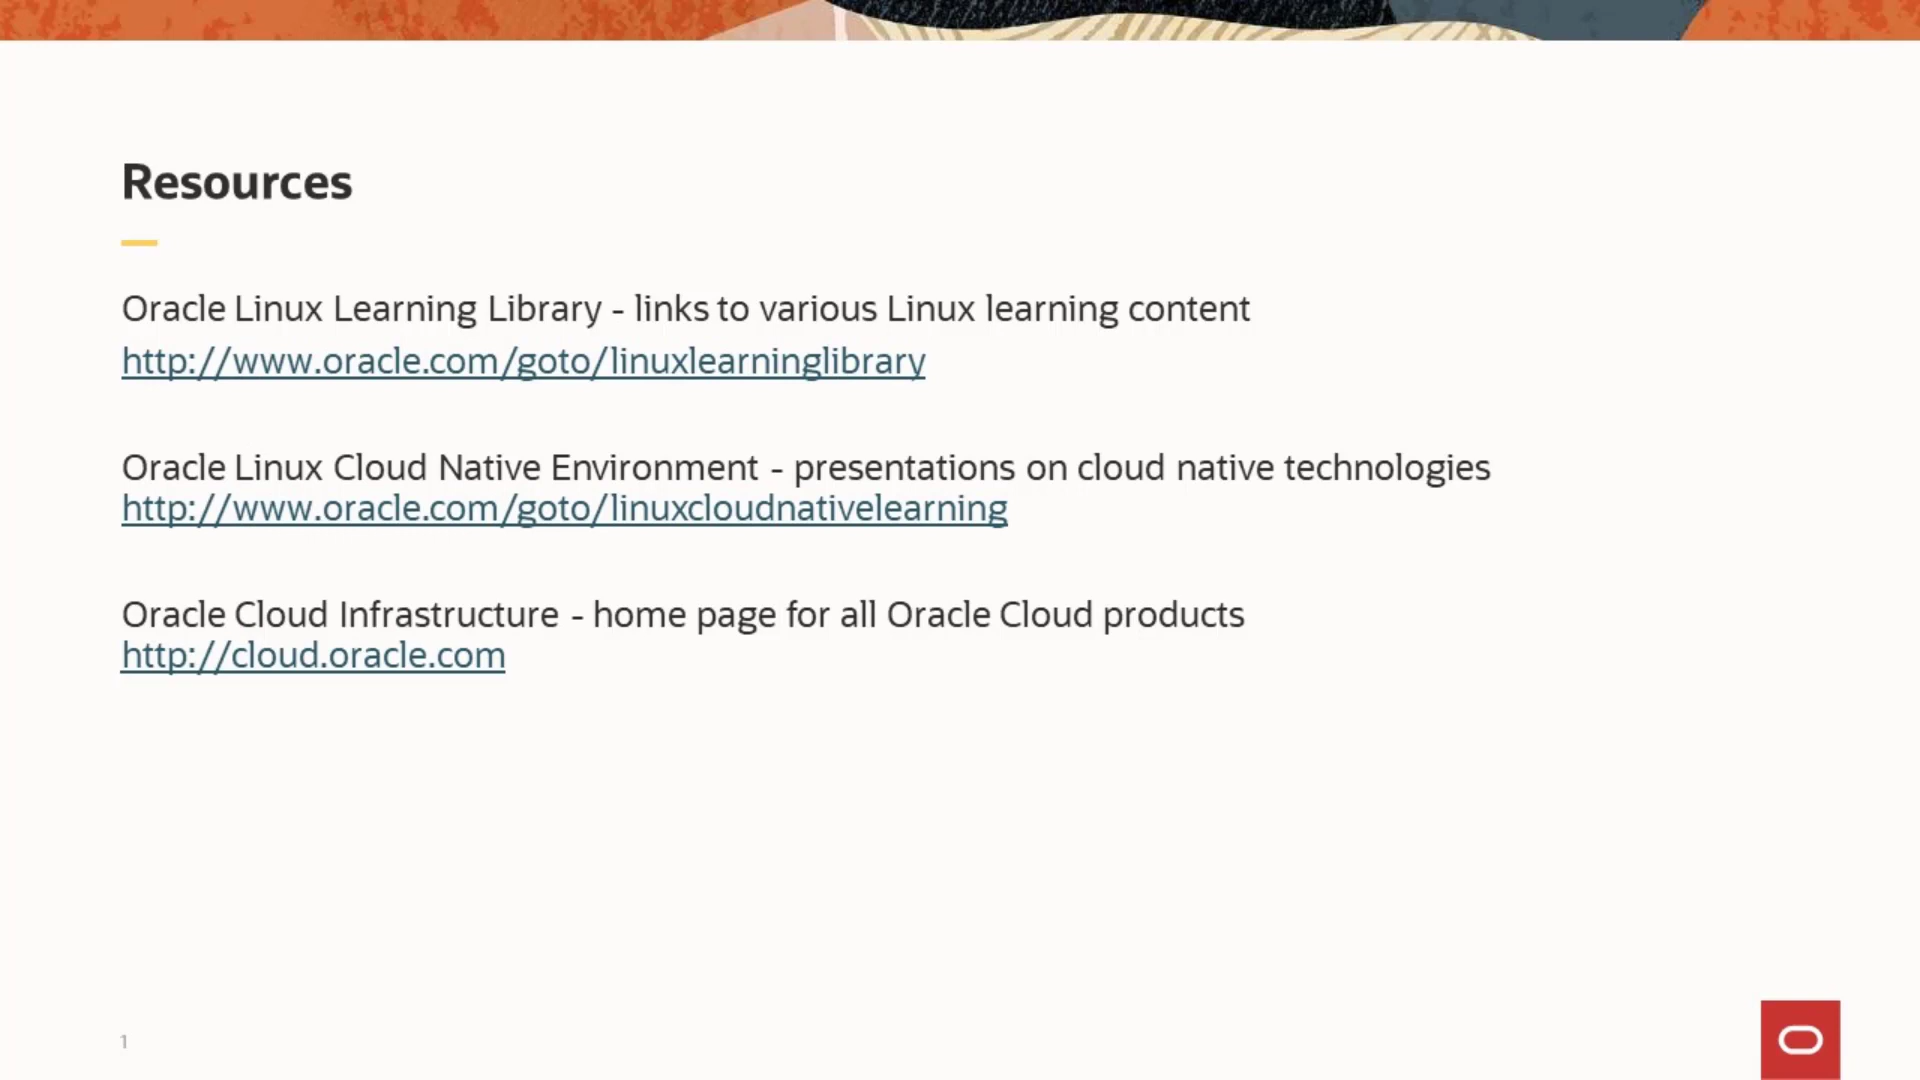 Resources
Oracle Linux Learning Library - links to various Linux learning content
http://www.oracle.com/goto/linuxlearninglibrary
Oracle Linux Cloud Native Environment - presentations on cloud native technologies
http://www.oracle.com/goto/linuxcloudnativelearning
Oracle Cloud Infrastructure - home page for all Oracle Cloud products
http://cloud.oracle.com
1